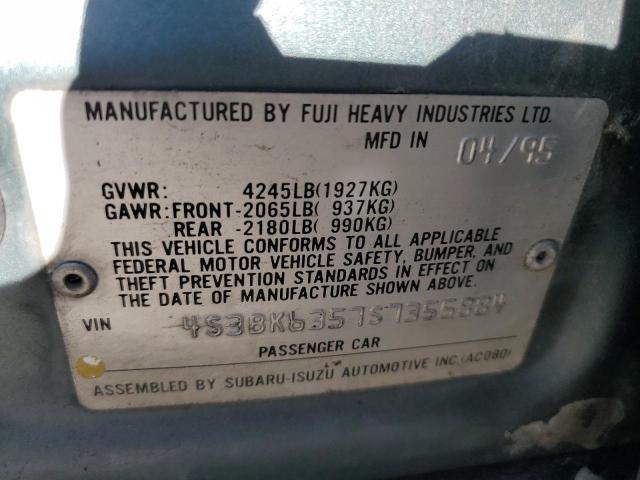 MANUFACTURED BY FUJI HEAVY INDUSTRIES LTD.
MFD IN 04/95
GVWR: 4245LB(1927KG)
GAWR:FRONT-2065LB( 937KG)
REAR -2180LB( 990KG)
THIS VEHICLE CONFORMS TO ALL APPLICABLE
FEDERAL MOTOR VEHICLE SAFETY, BUMPER, AND
THEFT PREVENTION STANDARDS IN EFFECT ON
THE DATE OF MANUFACTURE SHOWN ABOVE.
VIN 4S3BK6357S7355884
PASSENGER CAR
ASSEMBLED BY SUBARU-ISUZU AUTOMOTIVE INC.(AC080)